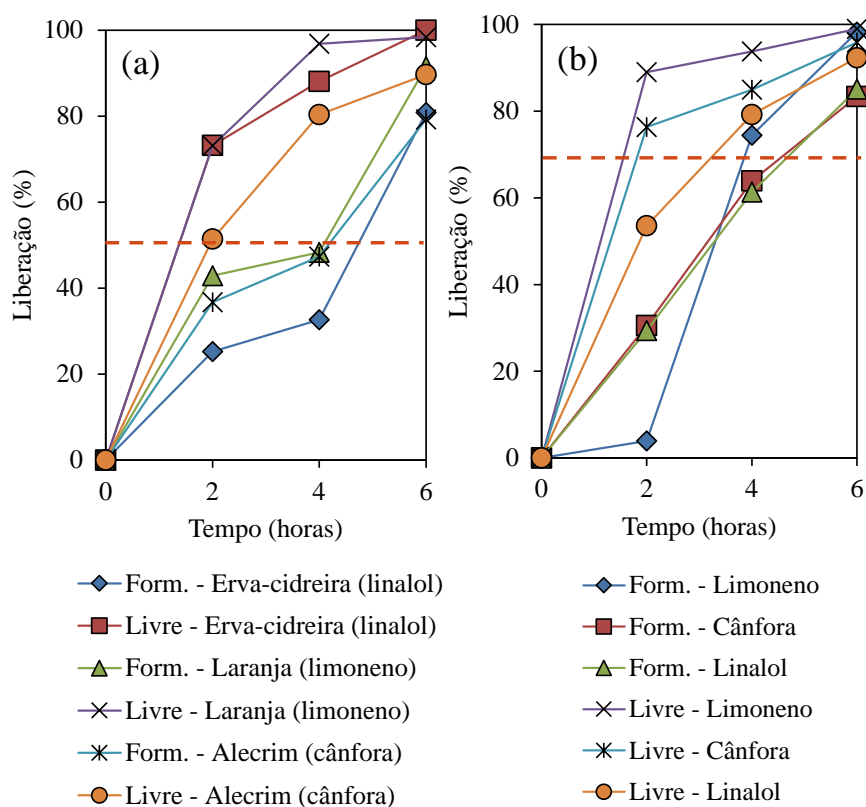 (a)
100
80
60
40
20
0
Liberação (%)
0 2 4 6
Tempo (horas)
Form. - Erva-cidreira (linalol)
Livre - Erva-cidreira (linalol)
Form. - Laranja (limoneno)
Livre - Laranja (limoneno)
Form. - Alecrim (cânfora)
Livre - Alecrim (cânfora)
(b)
100
80
60
40
20
0
Liberação (%)
0 2 4 6
Tempo (horas)
Form. - Limoneno
Form. - Cânfora
Form. - Linalol
Livre - Limoneno
Livre - Cânfora
Livre - Linalol